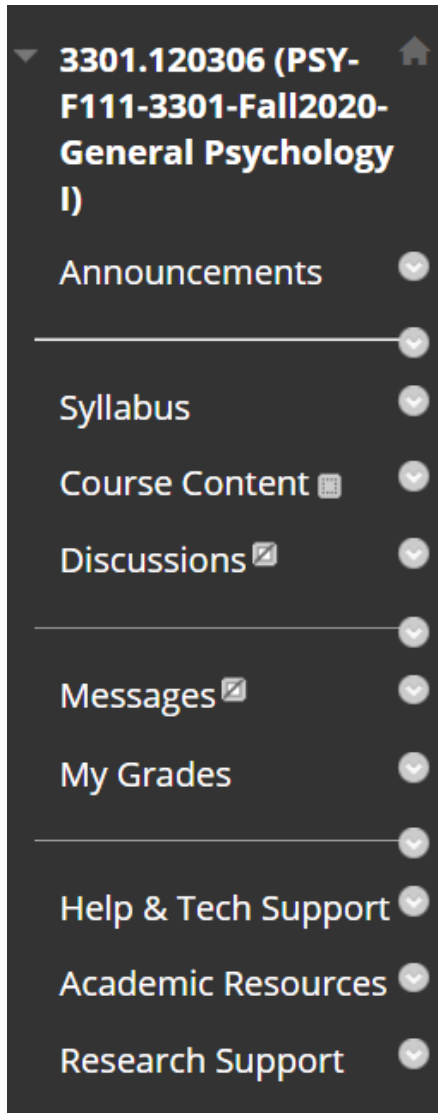 3301.120306 (PSY-
F111-3301-Fall2020-
General Psychology
I)
Announcements
Syllabus
Course Content
Discussions
Messages
My Grades
Help & Tech Support
Academic Resources
Research Support